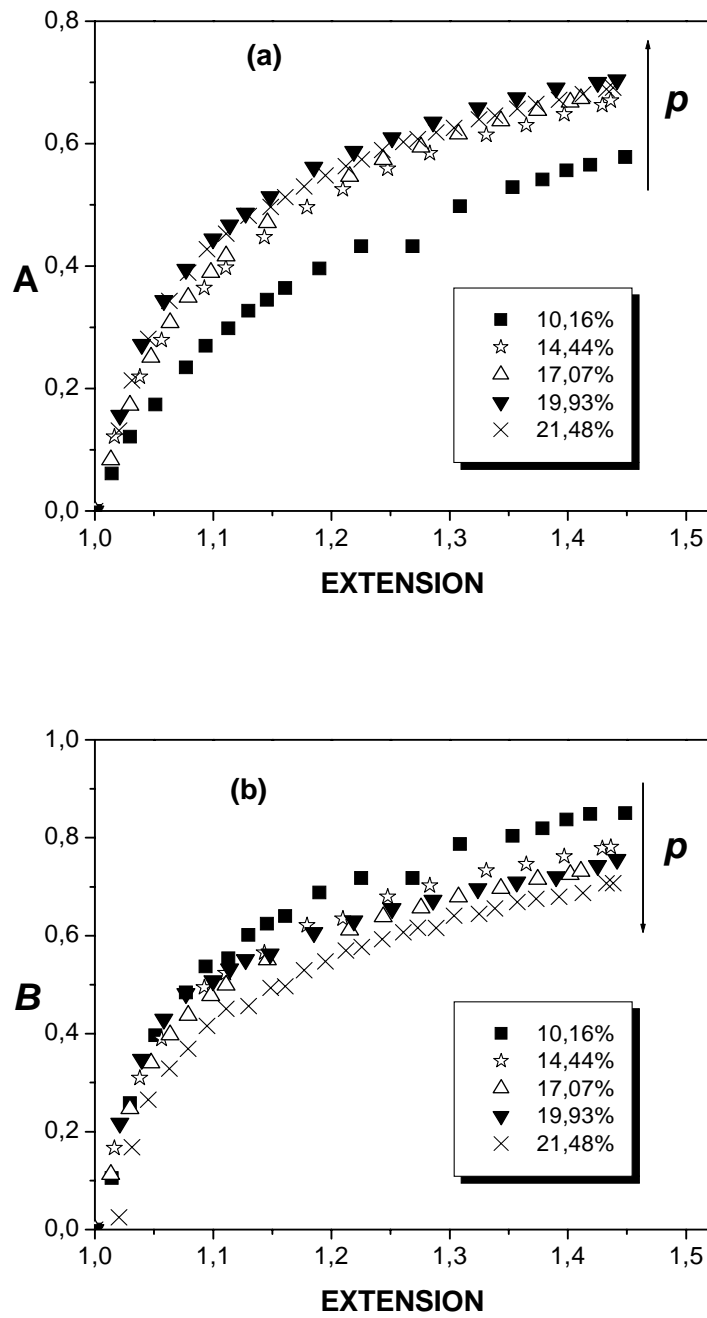 0,8
(a)
p
0,6
A
0,4
10,16%
14,44%
17,07%
0,2
19,93%
21,48%
0,0
1,0 1,1 1,2 1,3 1,4 1,5
EXTENSION
1,0
(b)
0,8
p
0,6
B
0,4
10,16%
14,44%
17,07%
0,2
19,93%
21,48%
0,0
1,0 1,1 1,2 1,3 1,4 1,5
EXTENSION